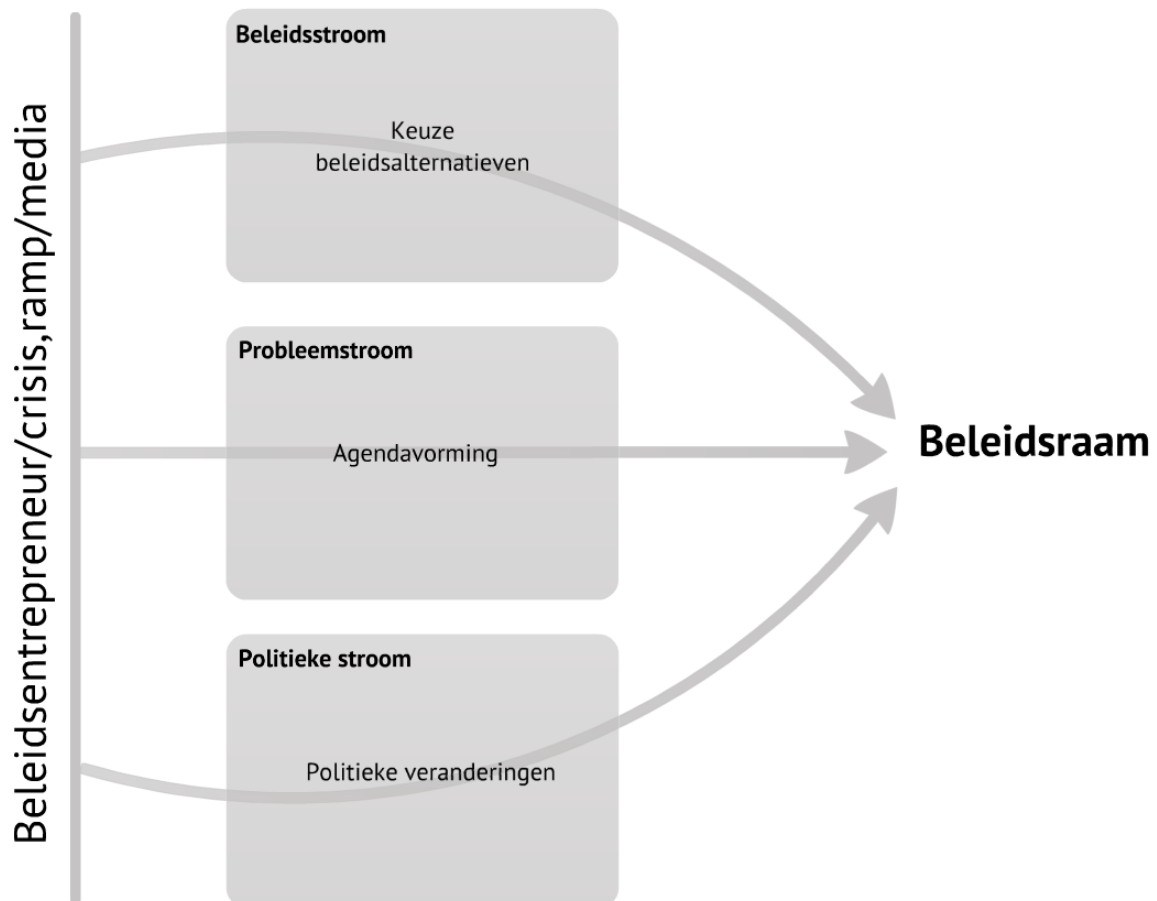 Beleidsentrepreneur/crisis,ramp/media
Beleidsstroom
Keuze
beleidsalternatieven
Probleemstroom
Agendavorming
Politieke stroom
Politieke veranderingen
Beleidsraam